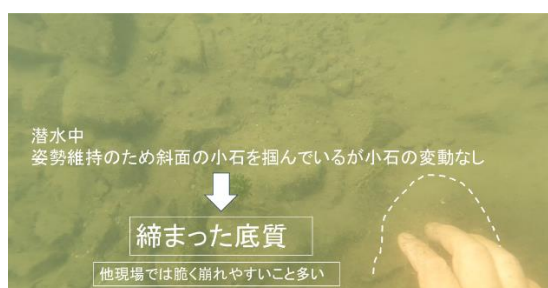 潜水中
姿勢維持のため斜面の小石を掴んでいるが小石の変動なし
締まった底質
他現場では脆く崩れやすいこと多い